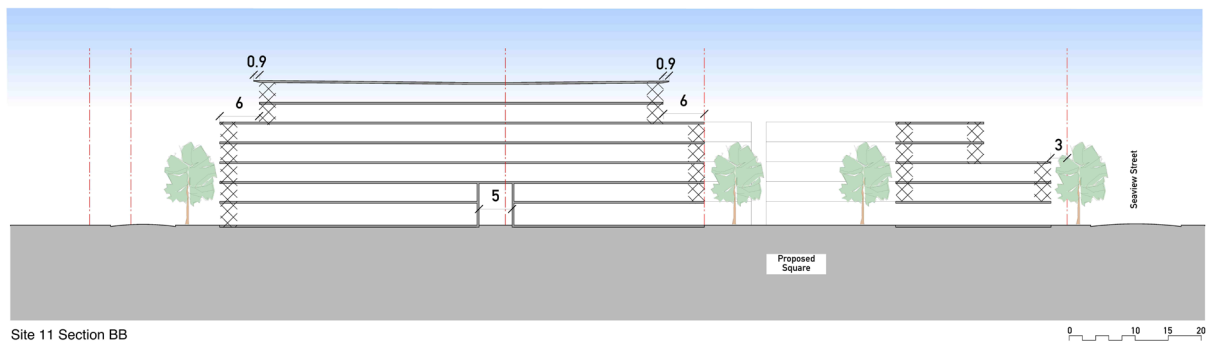 0.9
0.9
6
6
3
5
Seaview Street
Proposed
Square
Site 11 Section BB
0 10 15 20